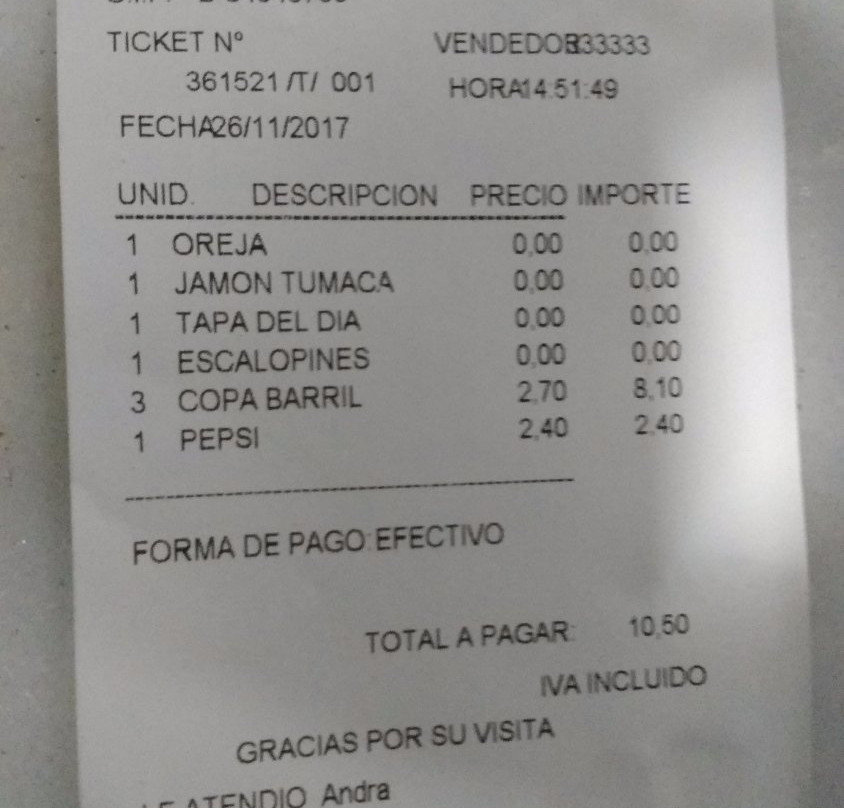 TICKET Nº VENDEDOR333333
361521 /T/ 001 HORA14:51:49
FECHA26/11/2017
UNID. DESCRIPCION PRECIO IMPORTE
1 OREJA 0,00 0,00
1 JAMON TUMACA 0,00 0,00
1 TAPA DEL DIA 0,00 0,00
1 ESCALOPINES 0,00 0,00
3 COPA BARRIL 2,70 8,10
1 PEPSI 2,40 2,40
FORMA DE PAGO:EFECTIVO
TOTAL A PAGAR: 10,50
IVA INCLUIDO
GRACIAS POR SU VISITA
LE ATENDIO Andra